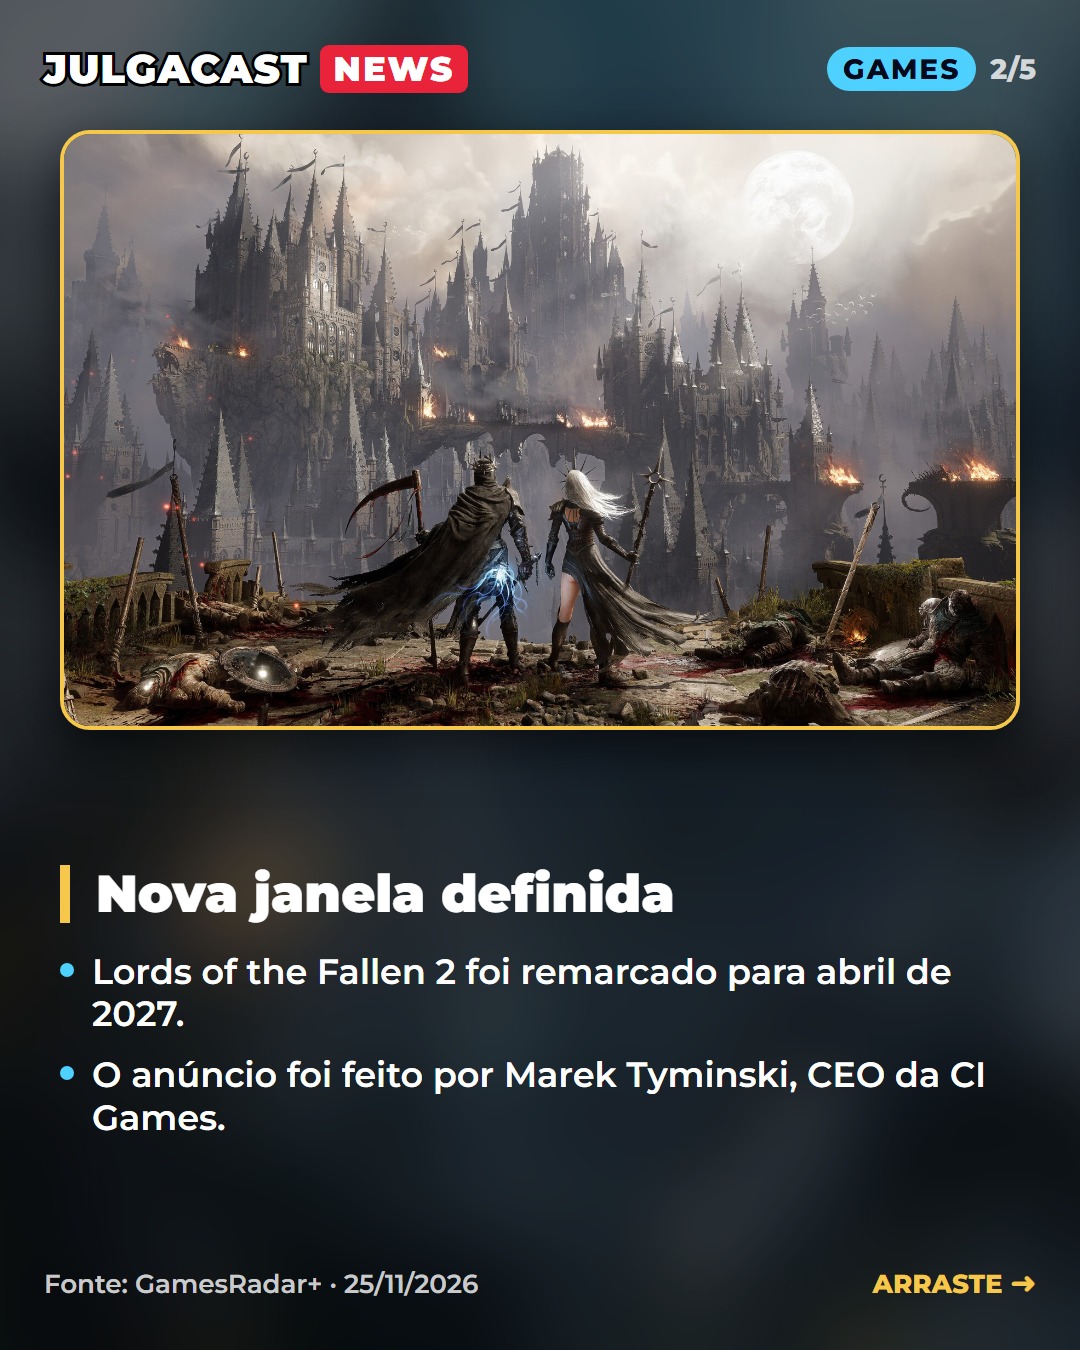 JULGACAST NEWS
GAMES 2/5
Nova janela definida
Lords of the Fallen 2 foi remarcado para abril de
2027.
O anúncio foi feito por Marek Tyminski, CEO da CI
Games.
Fonte: GamesRadar+ · 25/11/2026
ARRASTE →